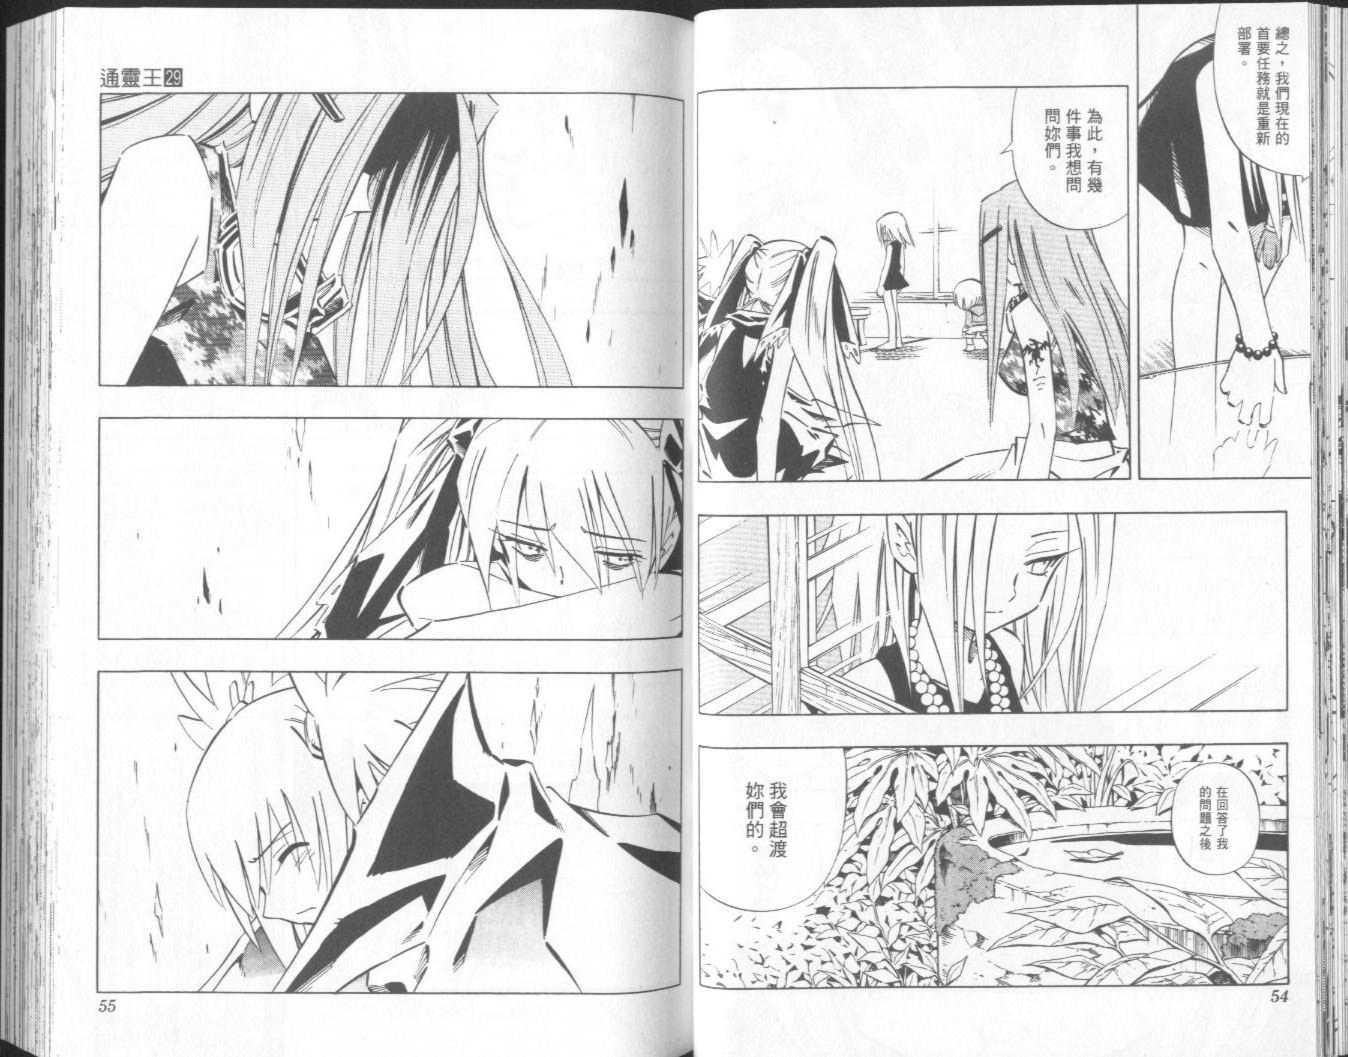 總之，我們現在的
首要任務就是重新
部署。
為此，有幾
件事我想問
問妳們。
在回答了我
的問題之後
我會超渡
妳們的。
54
通靈王29
55